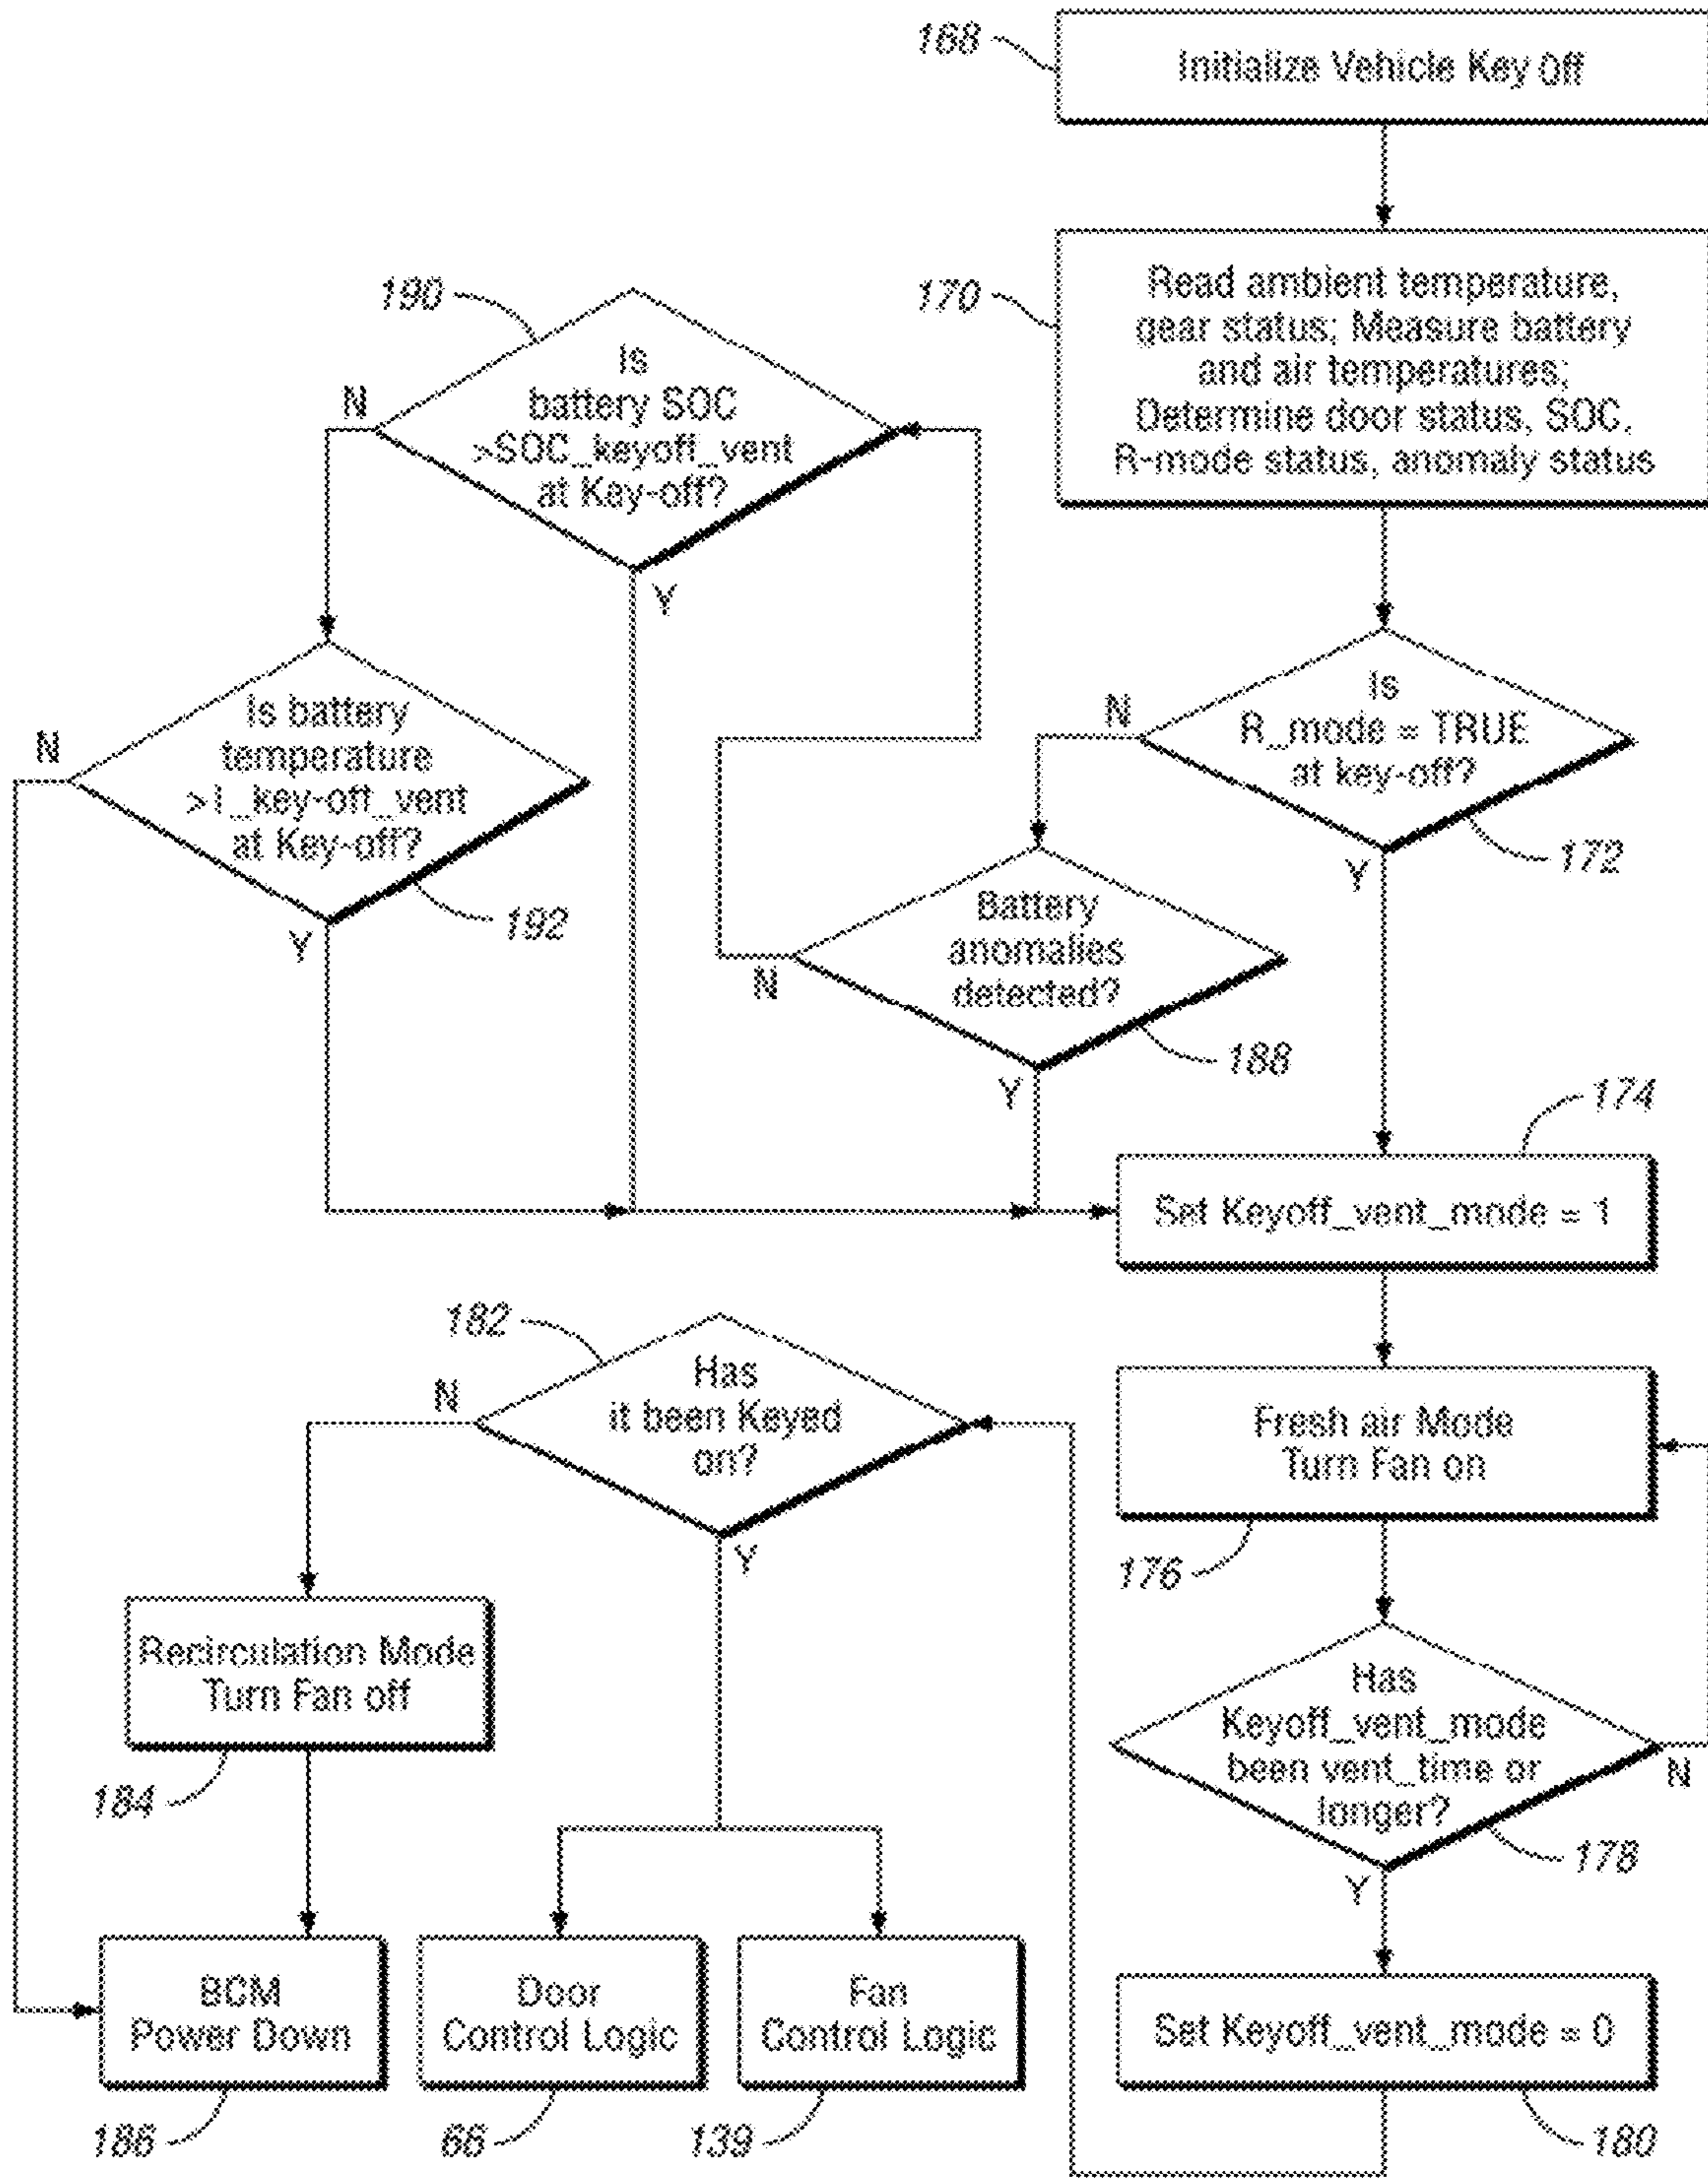 168
Initialize Vehicle Key Off
170
Read ambient temperature,
gear status; Measure battery
and air temperatures;
Determine door status, SOC,
R-mode status, anomaly status
190
Is
battery SOC
>SOC_keyoff_vent
at Kay-off?
N
Y
Is
R_mode = TRUE
at key-off?
N
Y
172
Is battery
temperature
>T_key-off_vent
at Key-off?
N
Y
192
Battery
anomalies
detected?
N
Y
188
174
Set Keyoff_vent_mode = 1
182
Has
it been Keyed
on?
N
Y
Fresh air Mode
Turn Fan on
176
Recirculation Mode
Turn Fan off
184
Has
Keyoff_vent_mode
been vent_time or
longer?
N
Y
178
BCM
Power Down
186
Door
Control Logic
66
Fan
Control Logic
139
Set Keyoff_vent_mode = 0
180